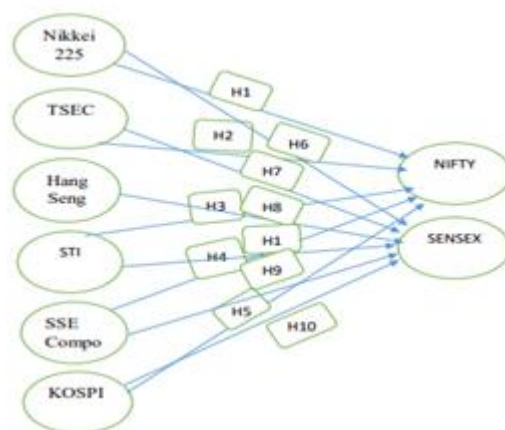 Nikkei
225
TSEC
Hang
Seng
STI
SSE
Compo
KOSPI
H1
H2
H6
H7
H3
H8
H1
H4
H9
H5
H10
NIFTY
SENSEX